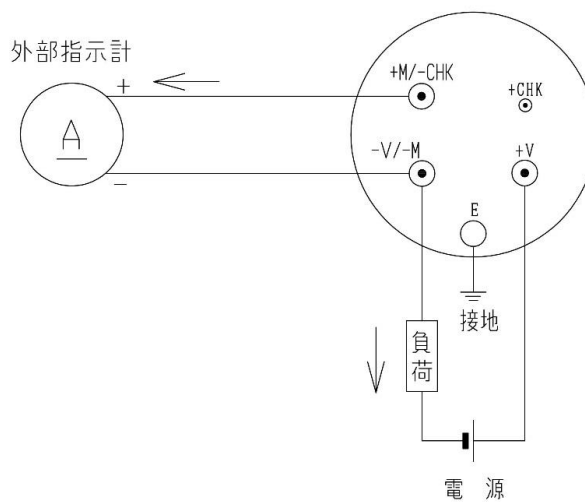 外部指示計
+
A
−
+M/-CHK
+CHK
-V/-M
+V
E
接地
負荷
電 源